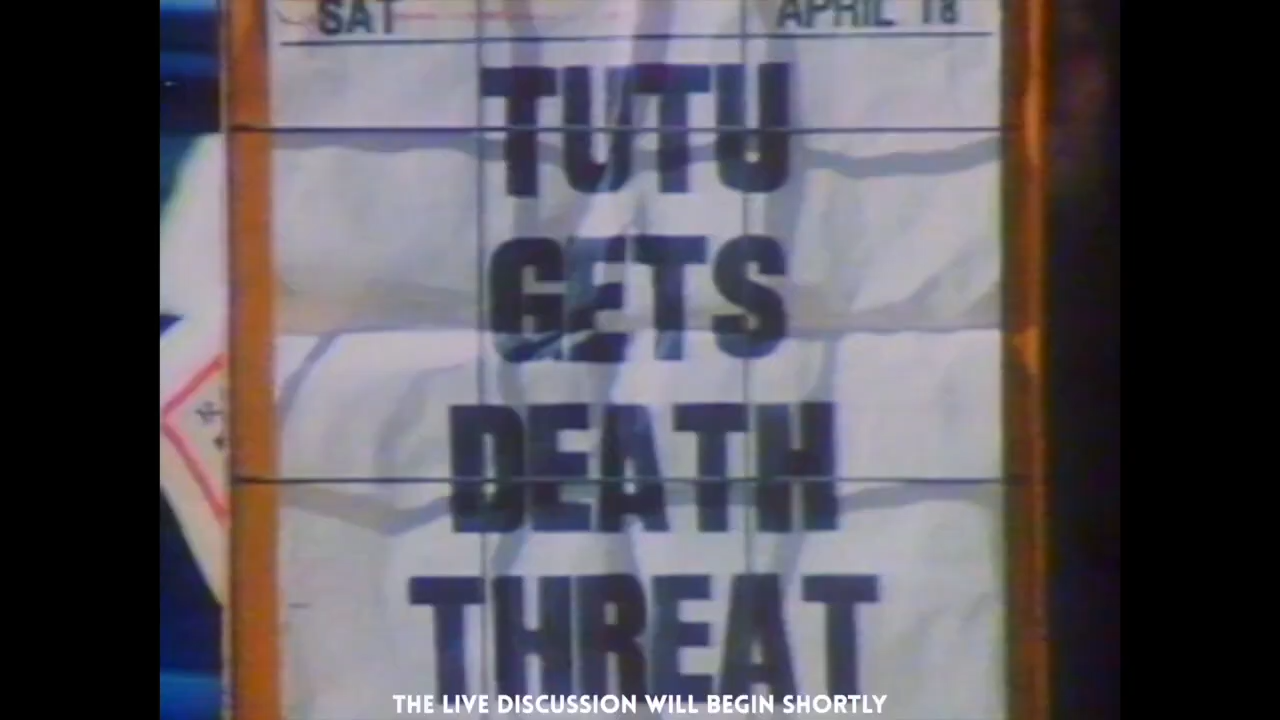 SAT APRIL 18
TUTU
GETS
DEATH
THREAT
THE LIVE DISCUSSION WILL BEGIN SHORTLY